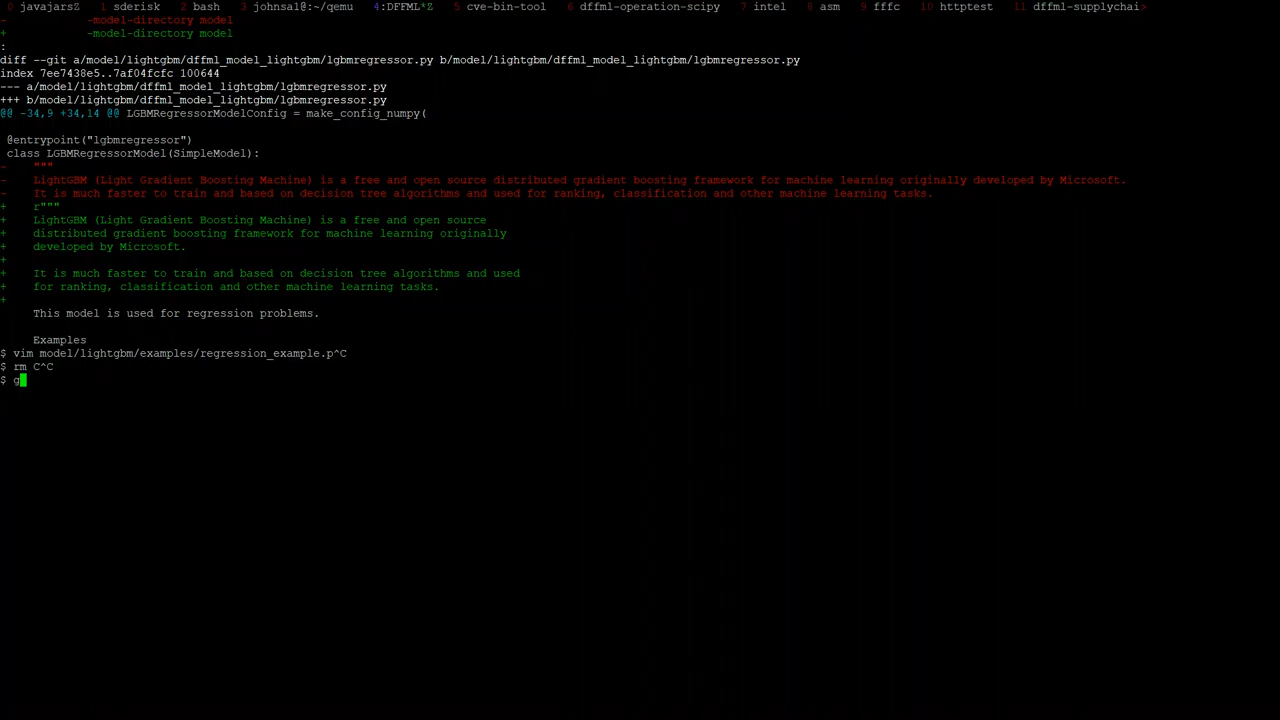 0 javajarsZ 1 sderisk 2 bash 3 johnsa1@:~/qemu 4:DFFML*Z 5 cve-bin-tool 6 dffml-operation-scipy 7 intel 8 asm 9 fffc 10 httptest 11 dffml-supplychai>
- -model-directory model
+ -model-directory model
:
diff --git a/model/lightgbm/dffml_model_lightgbm/lgbmregressor.py b/model/lightgbm/dffml_model_lightgbm/lgbmregressor.py
index 7ee7438e5..7af04fcfc 100644
--- a/model/lightgbm/dffml_model_lightgbm/lgbmregressor.py
+++ b/model/lightgbm/dffml_model_lightgbm/lgbmregressor.py
@@ -34,9 +34,14 @@ LGBMRegressorModelConfig = make_config_numpy(
@entrypoint("lgbmregressor")
class LGBMRegressorModel(SimpleModel):
- """
- LightGBM (Light Gradient Boosting Machine) is a free and open source distributed gradient boosting framework for machine learning originally developed by Microsoft.
- It is much faster to train and based on decision tree algorithms and used for ranking, classification and other machine learning tasks.
+ r"""
+ LightGBM (Light Gradient Boosting Machine) is a free and open source
+ distributed gradient boosting framework for machine learning originally
+ developed by Microsoft.
+
+ It is much faster to train and based on decision tree algorithms and used
+ for ranking, classification and other machine learning tasks.
+
This model is used for regression problems.
Examples
$ vim model/lightgbm/examples/regression_example.p^C
$ rm C^C
$ g